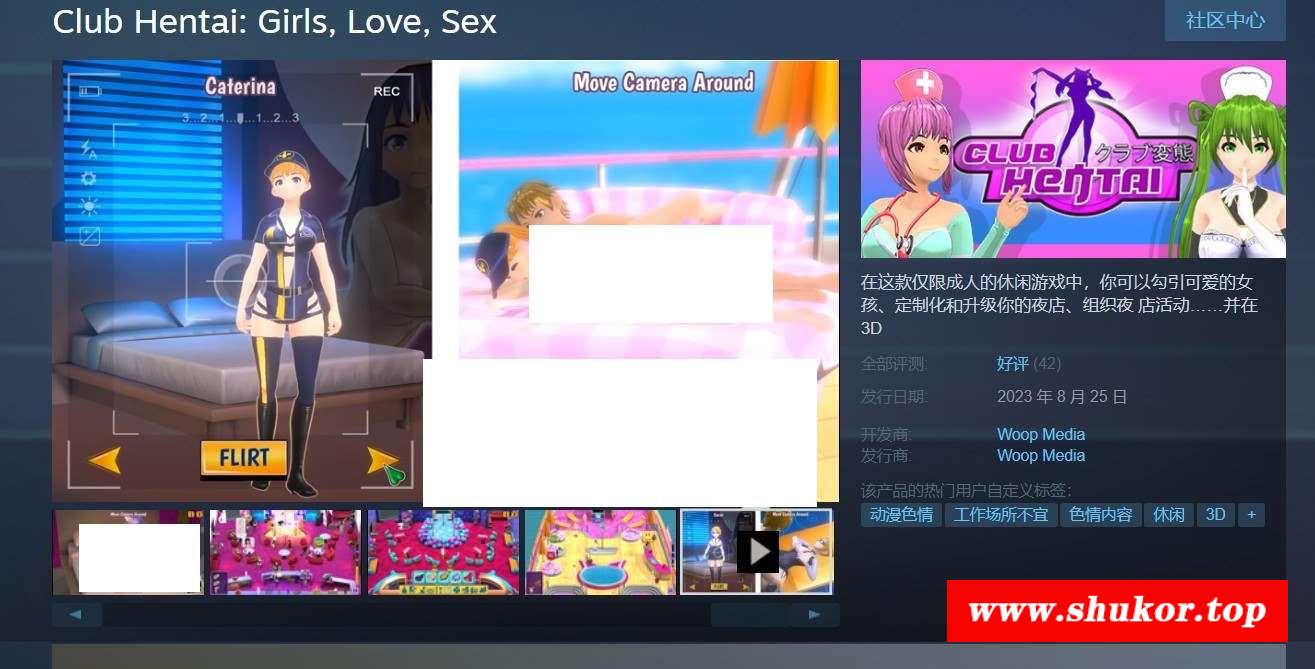 Club Hentai: Girls, Love, Sex
社区中心
Caterina
REC
3...2...1...1...2...3
Move Camera Around
FLIRT
CLUB
クラブ変態
HENTAI
在这款仅限成人的休闲游戏中，你可以勾引可爱的女
孩、定制化和升级你的夜店、组织夜 店活动……并在
3D
全部评测:
好评 (42)
发行日期:
2023 年 8 月 25 日
开发商:
Woop Media
发行商:
Woop Media
该产品的热门用户自定义标签:
动漫色情
工作场所不宜
色情内容
休闲
3D
+
www.shukor.top